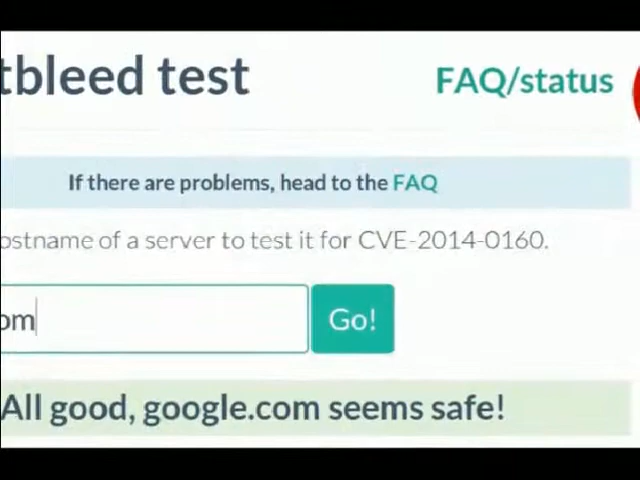 tbleed test
FAQ/status
If there are problems, head to the FAQ
ostname of a server to test it for CVE-2014-0160.
om
Go!
All good, google.com seems safe!